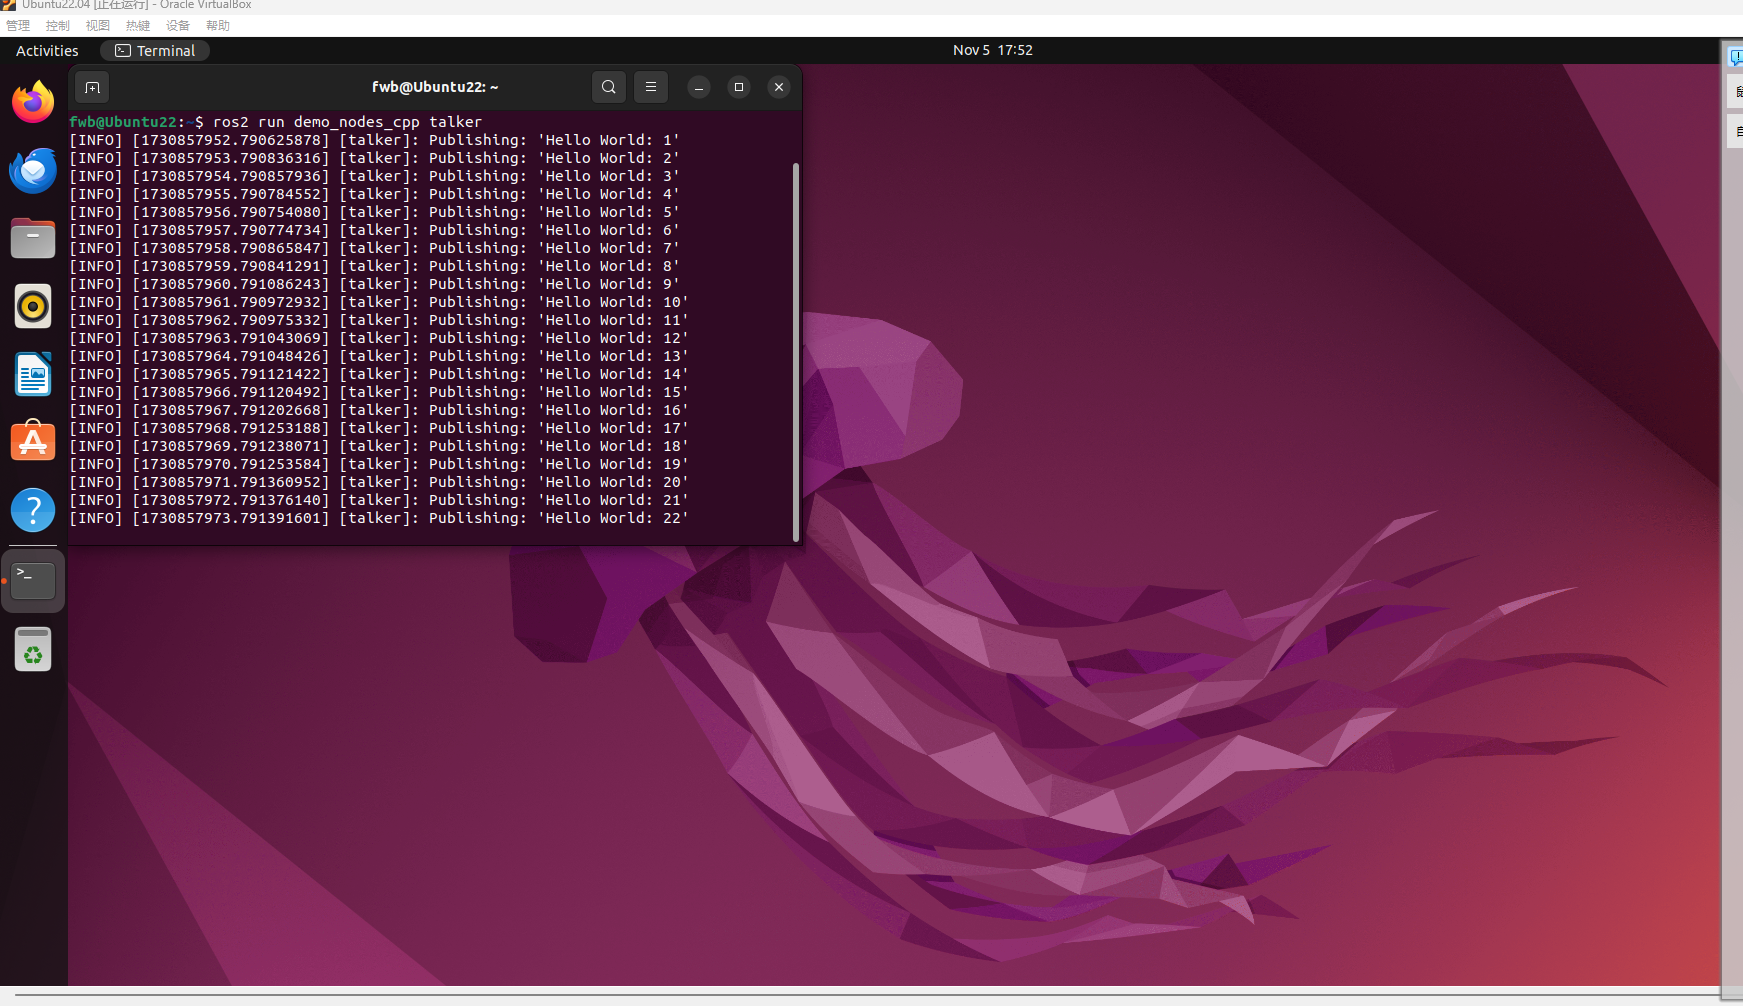 Ubuntu22.04 [正在运行] - Oracle VirtualBox
管理 控制 视图 热键 设备 帮助
Activities Terminal Nov 5 17:52
fwb@Ubuntu22: ~
fwb@Ubuntu22:~$ ros2 run demo_nodes_cpp talker
[INFO] [1730857952.790625878] [talker]: Publishing: 'Hello World: 1'
[INFO] [1730857953.790836316] [talker]: Publishing: 'Hello World: 2'
[INFO] [1730857954.790857936] [talker]: Publishing: 'Hello World: 3'
[INFO] [1730857955.790784552] [talker]: Publishing: 'Hello World: 4'
[INFO] [1730857956.790754080] [talker]: Publishing: 'Hello World: 5'
[INFO] [1730857957.790774734] [talker]: Publishing: 'Hello World: 6'
[INFO] [1730857958.790865847] [talker]: Publishing: 'Hello World: 7'
[INFO] [1730857959.790841291] [talker]: Publishing: 'Hello World: 8'
[INFO] [1730857960.791086243] [talker]: Publishing: 'Hello World: 9'
[INFO] [1730857961.790972932] [talker]: Publishing: 'Hello World: 10'
[INFO] [1730857962.790975332] [talker]: Publishing: 'Hello World: 11'
[INFO] [1730857963.791043069] [talker]: Publishing: 'Hello World: 12'
[INFO] [1730857964.791048426] [talker]: Publishing: 'Hello World: 13'
[INFO] [1730857965.791121422] [talker]: Publishing: 'Hello World: 14'
[INFO] [1730857966.791120492] [talker]: Publishing: 'Hello World: 15'
[INFO] [1730857967.791202668] [talker]: Publishing: 'Hello World: 16'
[INFO] [1730857968.791253188] [talker]: Publishing: 'Hello World: 17'
[INFO] [1730857969.791238071] [talker]: Publishing: 'Hello World: 18'
[INFO] [1730857970.791253584] [talker]: Publishing: 'Hello World: 19'
[INFO] [1730857971.791360952] [talker]: Publishing: 'Hello World: 20'
[INFO] [1730857972.791376140] [talker]: Publishing: 'Hello World: 21'
[INFO] [1730857973.791391601] [talker]: Publishing: 'Hello World: 22'